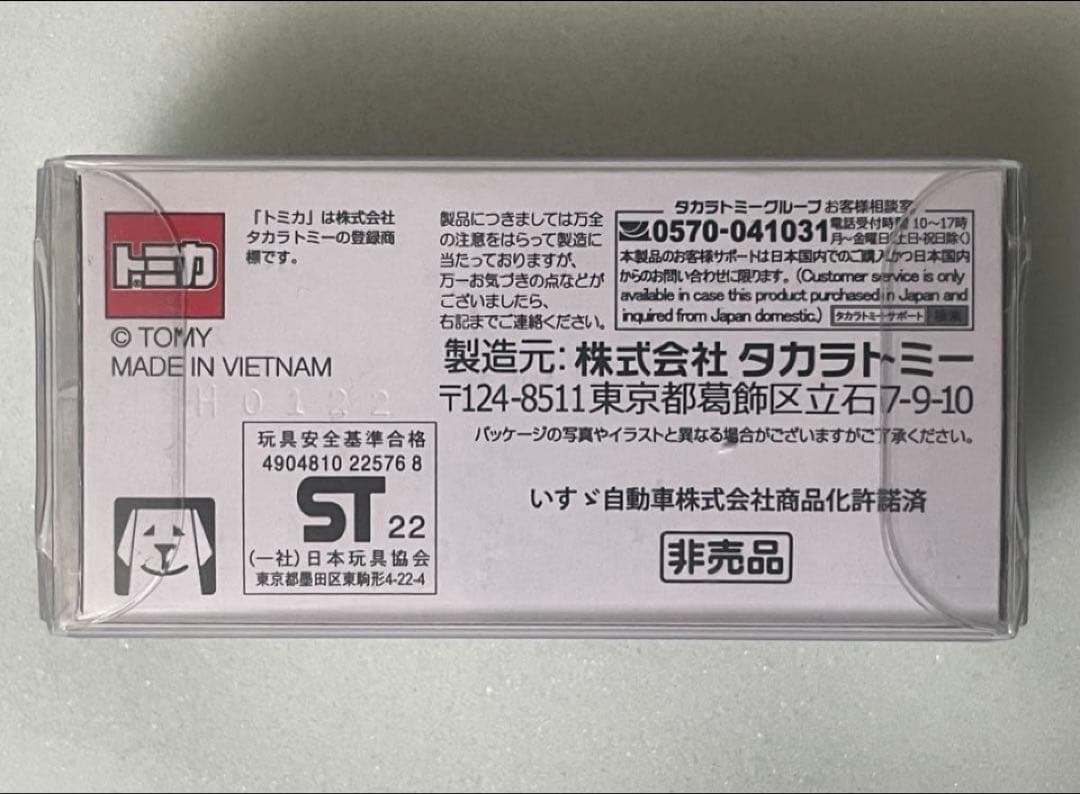 トミカ
「トミカ」は株式会社
タカラトミーの登録商
標です。
© TOMY
MADE IN VIETNAM
H0122
玩具安全基準合格
4904810 22576 8
ST 22
(一社)日本玩具協会
東京都墨田区東駒形4-22-4
製品につきましては万全
の注意をはらって製造に
当たっておりますが、
万一お気づきの点などが
ございましたら、
右記までご連絡ください。
タカラトミーグループ お客様相談室
0570-041031 電話受付時間 10〜17時
月〜金曜日(土日・祝日除く)
本製品のお客様サポートは日本国内でのご購入かつ日本国内
からのお問い合わせに限ります。(Customer service is only
available in case this product purchased in Japan and
inquired from Japan domestic.) タカラトミーサポート 検索
製造元: 株式会社 タカラトミー
〒124-8511 東京都葛飾区立石7-9-10
パッケージの写真やイラストと異なる場合がございますがご了承ください。
いすゞ自動車株式会社商品化許諾済
非売品